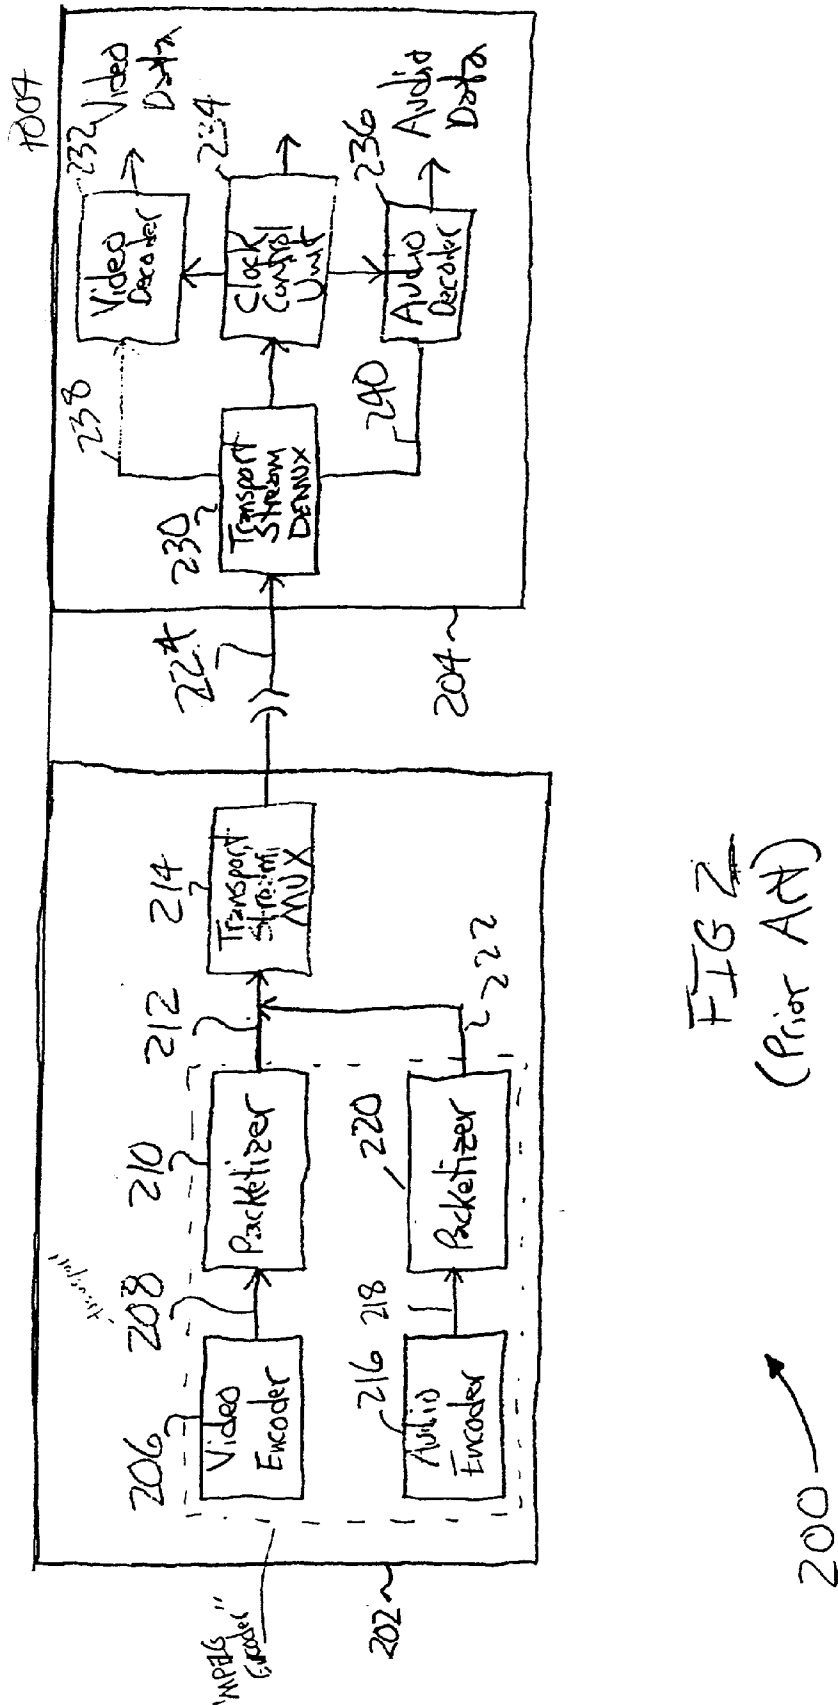 "MPEG
Encoder"
202
206
Video
Encoder
208
210
Packetizer
212
214
Transport
Stream
MUX
216
Audio
Encoder
218
220
Packetizer
222
224
204
230
Transport
Stream
DEMUX
238
Video
Decoder
232
Video
Data
Clock
Control
Unit
234
240
Audio
Decoder
236
Audio
Data
200
FIG 2
(Prior Art)